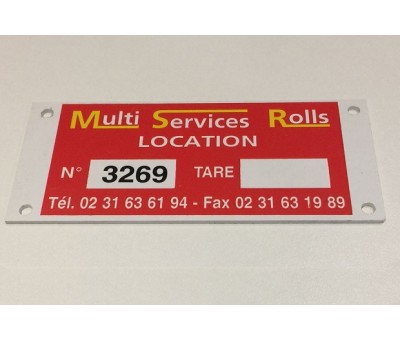 Multi Services Rolls
LOCATION
N° 3269 TARE
Tél. 02 31 63 61 94 - Fax 02 31 63 19 89